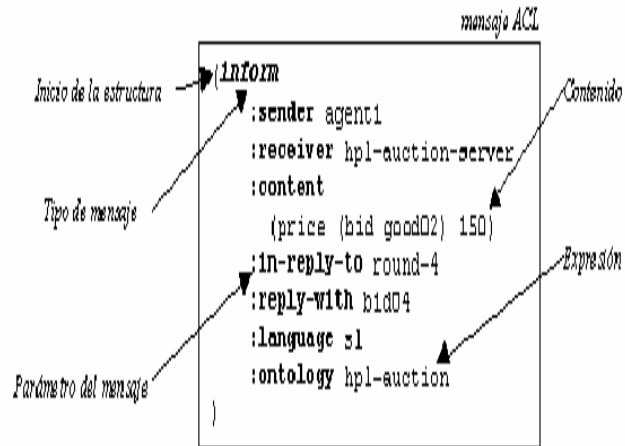 mensaje ACL
Inicio de la estructura
(inform
Contenido
:sender agent1
:receiver hpl-auction-server
:content
Tipo de mensaje
(price (bid good02) 150)
:in-reply-to round-4
Expresión
:reply-with bid04
:language sl
Parámetro del mensaje
:ontology hpl-auction
)